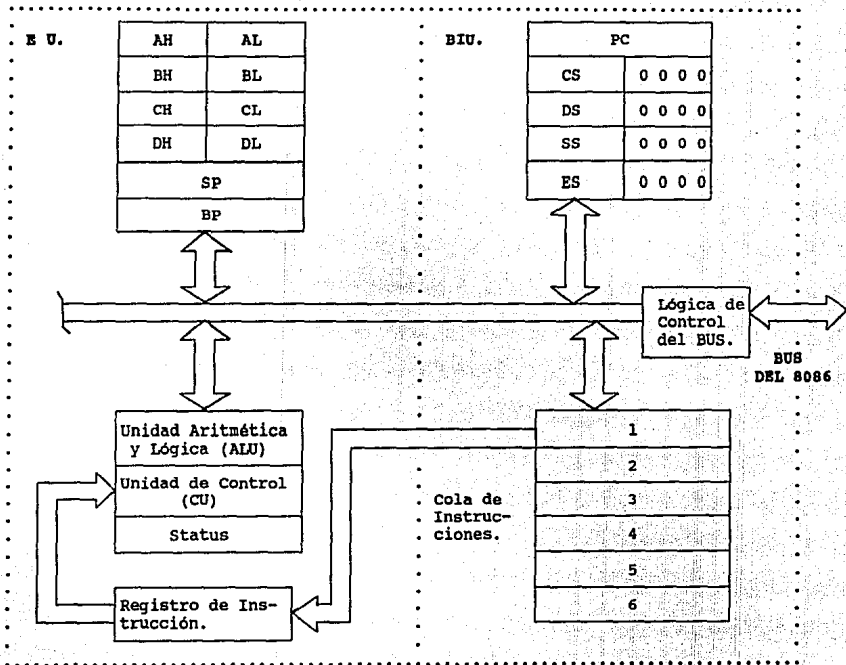 E U.
AH AL
BH BL
CH CL
DH DL
SP
BP
BIU.
PC
CS 0 0 0 0
DS 0 0 0 0
SS 0 0 0 0
ES 0 0 0 0
Lógica de
Control
del BUS.
BUS
DEL 8086
Unidad Aritmética
y Lógica (ALU)
Unidad de Control
(CU)
Status
Registro de Ins-
trucción.
Cola de
Instruc-
ciones.
1
2
3
4
5
6